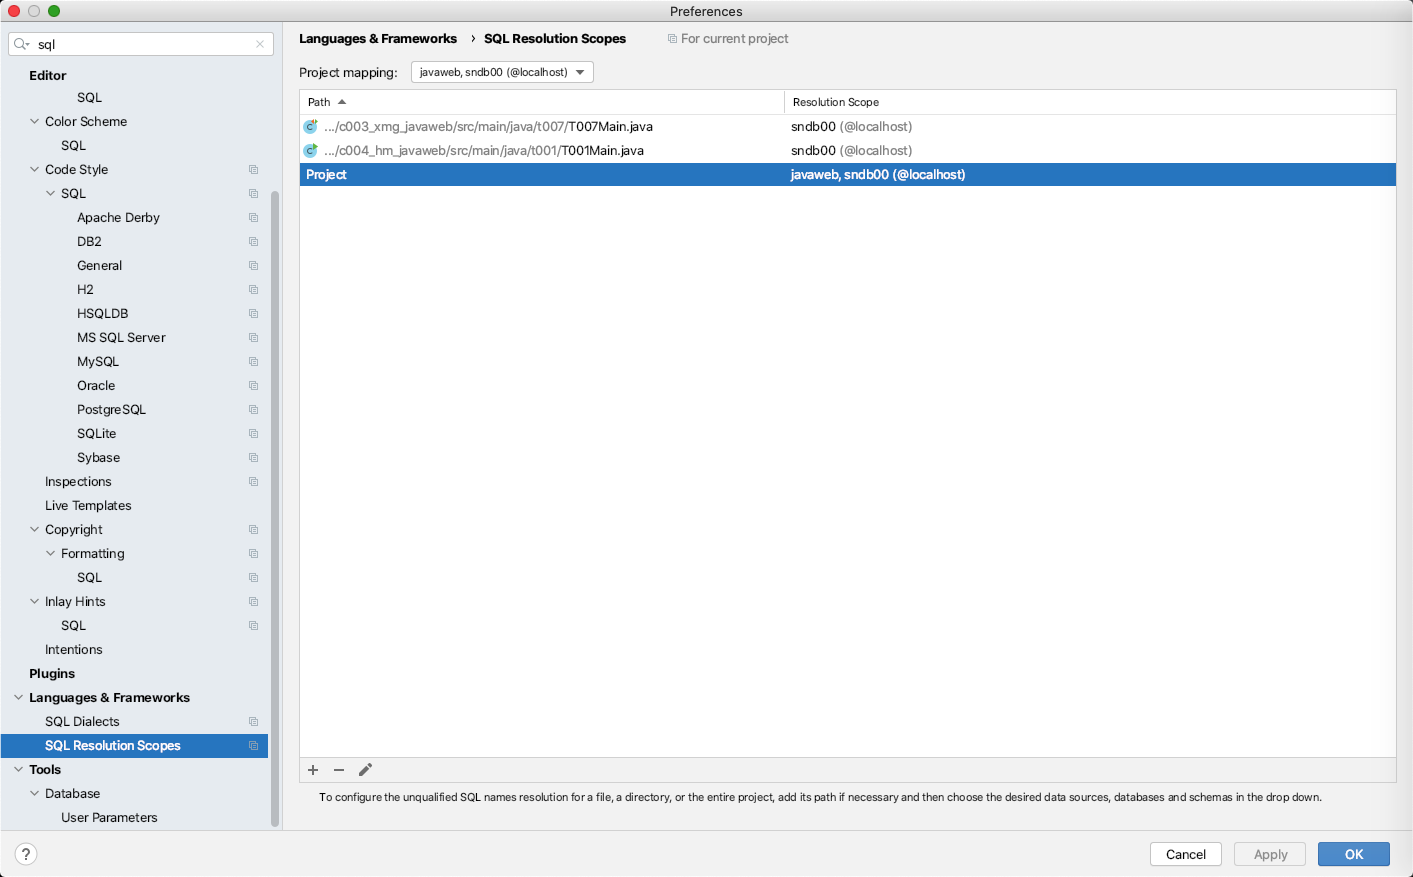 Preferences
sql
Editor
SQL
Color Scheme
SQL
Code Style
SQL
Apache Derby
DB2
General
H2
HSQLDB
MS SQL Server
MySQL
Oracle
PostgreSQL
SQLite
Sybase
Inspections
Live Templates
Copyright
Formatting
SQL
Inlay Hints
SQL
Intentions
Plugins
Languages & Frameworks
SQL Dialects
SQL Resolution Scopes
Tools
Database
User Parameters
Languages & Frameworks › SQL Resolution Scopes For current project
Project mapping: javaweb, sndb00 (@localhost)
Path Resolution Scope
C .../c003_xmg_javaweb/src/main/java/t007/T007Main.java sndb00 (@localhost)
C .../c004_hm_javaweb/src/main/java/t001/T001Main.java sndb00 (@localhost)
Project javaweb, sndb00 (@localhost)
To configure the unqualified SQL names resolution for a file, a directory, or the entire project, add its path if necessary and then choose the desired data sources, databases and schemas in the drop down.
? Cancel Apply OK